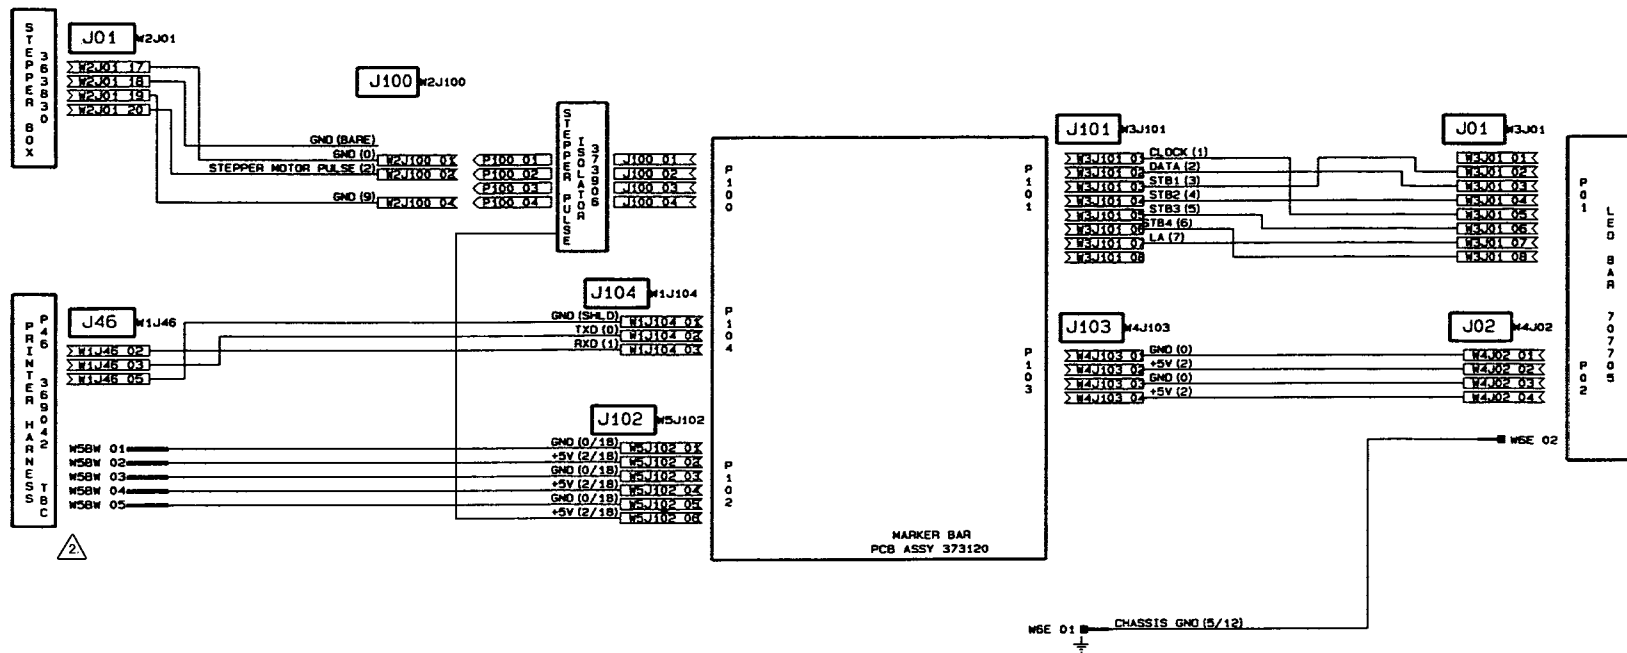 STEPPER BOX
363830
J01 W2J01
W2J01 17
W2J01 18
W2J01 19
W2J01 20
J100 W2J100
GND (BARE)
GND (0)
STEPPER MOTOR PULSE (2)
GND (9)
W2J100 01
W2J100 02
W2J100 04
P100 01
P100 02
P100 03
P100 04
STEPPER PULSE
ISOLATOR
373906
J100 01
J100 02
J100 03
J100 04
P46 369042 TBC
PRINTER HARNESS
J46 W1J46
W1J46 02
W1J46 03
W1J46 05
J104 W1J104
GND (SHLD)
TXD (0)
RXD (1)
W1J104 01
W1J104 02
W1J104 03
J102 W5J102
W5BW 01
W5BW 02
W5BW 03
W5BW 04
W5BW 05
GND (0/18)
+5V (2/18)
GND (0/18)
+5V (2/18)
GND (0/18)
+5V (2/18)
W5J102 01
W5J102 02
W5J102 03
W5J102 04
W5J102 05
W5J102 06
2.
P100
P104
P102
P101
P103
MARKER BAR
PCB ASSY 373120
J101 W3J101
W3J101 01
W3J101 02
W3J101 03
W3J101 04
W3J101 05
W3J101 06
W3J101 07
W3J101 08
CLOCK (1)
DATA (2)
STB1 (3)
STB2 (4)
STB3 (5)
STB4 (6)
LA (7)
J01 W3J01
W3J01 01
W3J01 02
W3J01 03
W3J01 04
W3J01 05
W3J01 06
W3J01 07
W3J01 08
J103 W4J103
W4J103 01
W4J103 02
W4J103 03
W4J103 04
GND (0)
+5V (2)
GND (0)
+5V (2)
J02 W4J02
W4J02 01
W4J02 02
W4J02 03
W4J02 04
P01
P02
LED BAR 707705
W6E 02
W6E 01
CHASSIS GND (5/12)